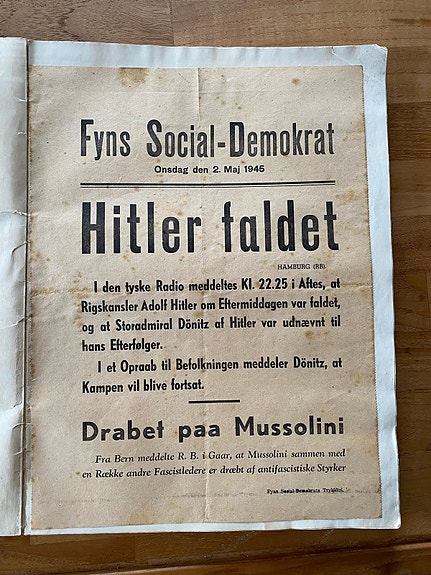 Fyns Social-Demokrat
Onsdag den 2. Maj 1945
Hitler faldet
HAMBURG (RB).
I den tyske Radio meddeltes Kl. 22.25 i Aftes, at
Rigskansler Adolf Hitler om Eftermiddagen var faldet,
og at Storadmiral Dönitz af Hitler var udnævnt til
hans Efterfølger.
I et Opraab til Befolkningen meddeler Dönitz, at
Kampen vil blive fortsat.
Drabet paa Mussolini
Fra Bern meddelte R. B. i Gaar, at Mussolini sammen med
en Række andre Fascistledere er dræbt af antifascistiske Styrker
Fyns Social-Demokrats Trykkeri.